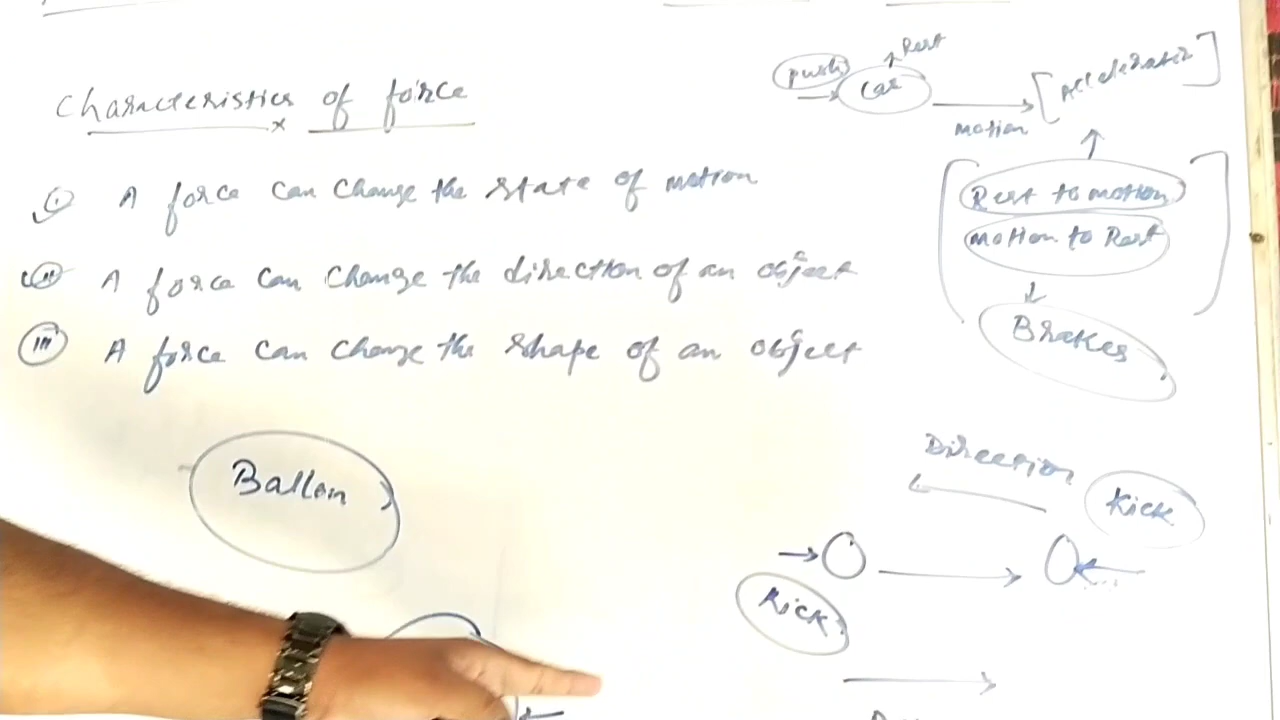 Characteristics of force
(i) A force can change the state of motion
(ii) A force can change the direction of an object
(iii) A force can change the shape of an object
Ballon
push
Car
Rest
Motion
[Accelerator]
Rest to motion
Motion to Rest
Brakes
Direction
Kick
Kick